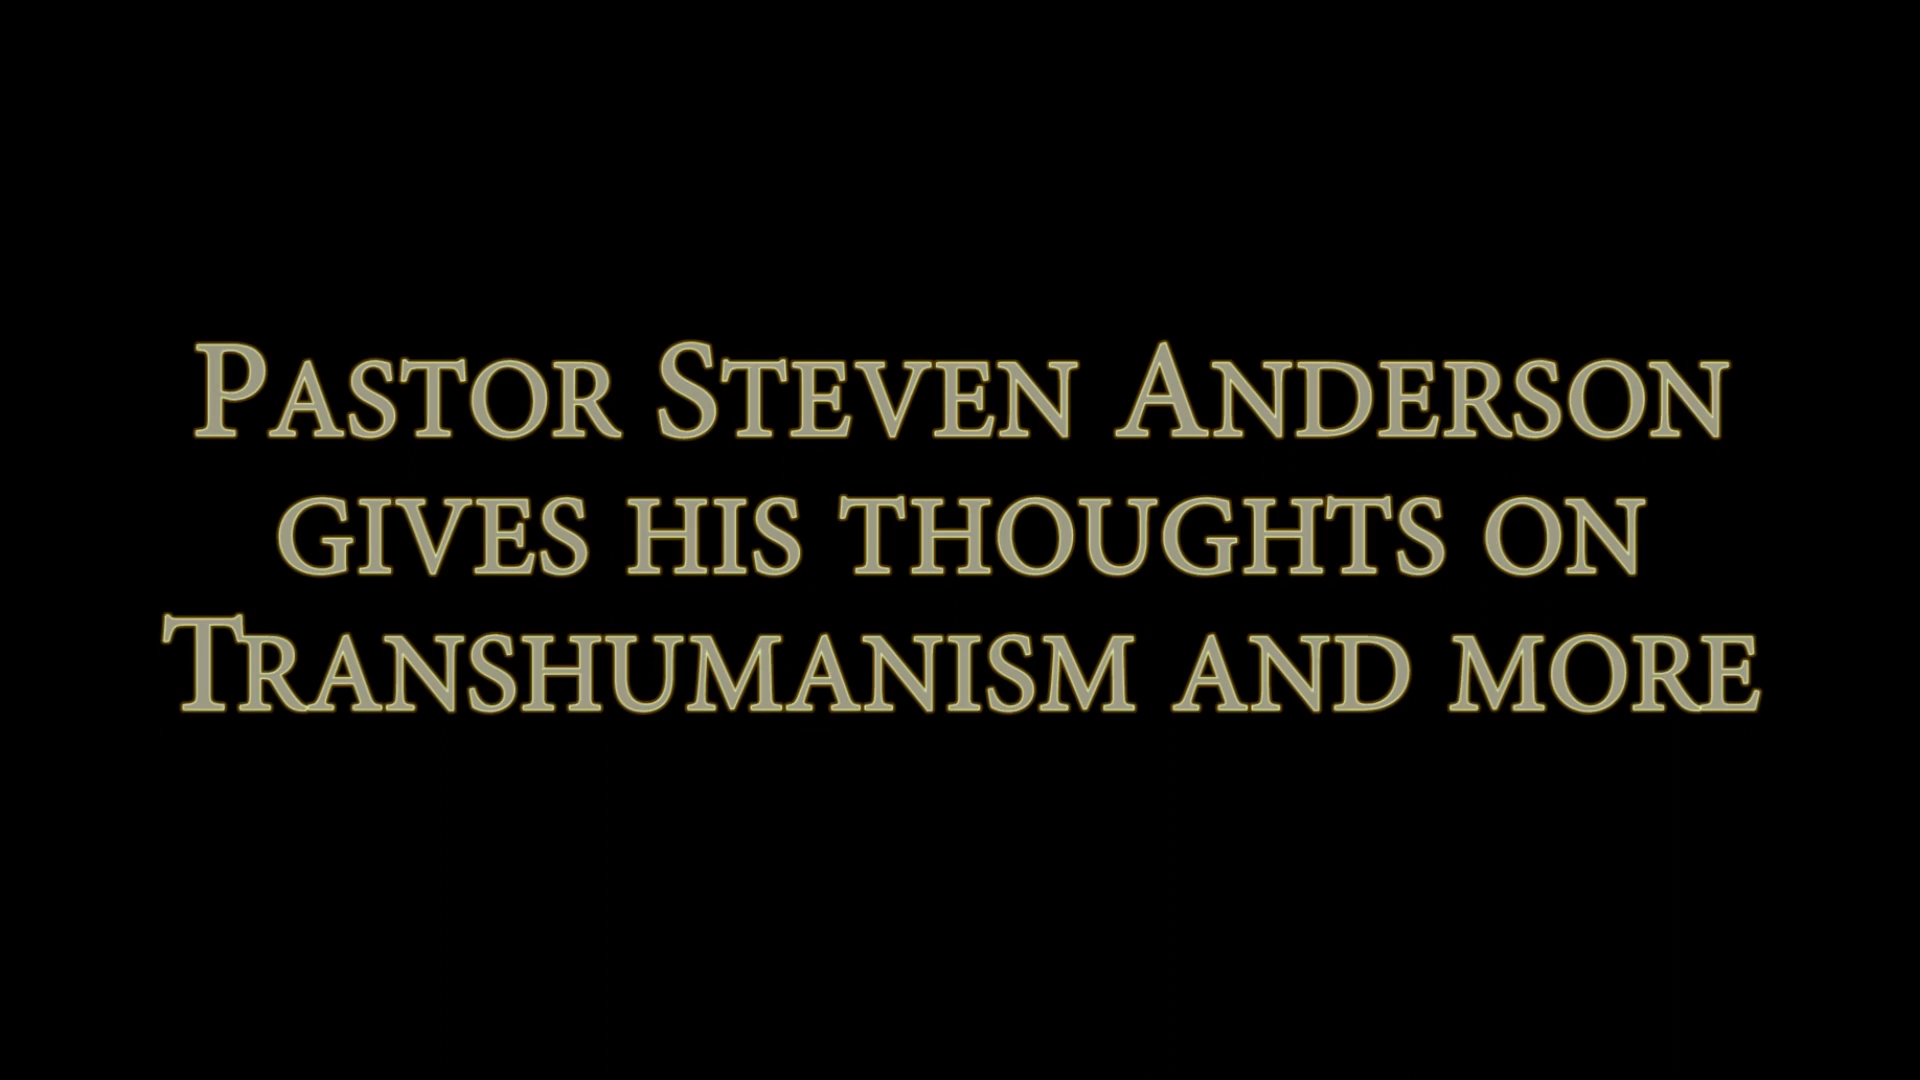 Pastor Steven Anderson
gives his thoughts on
Transhumanism and more